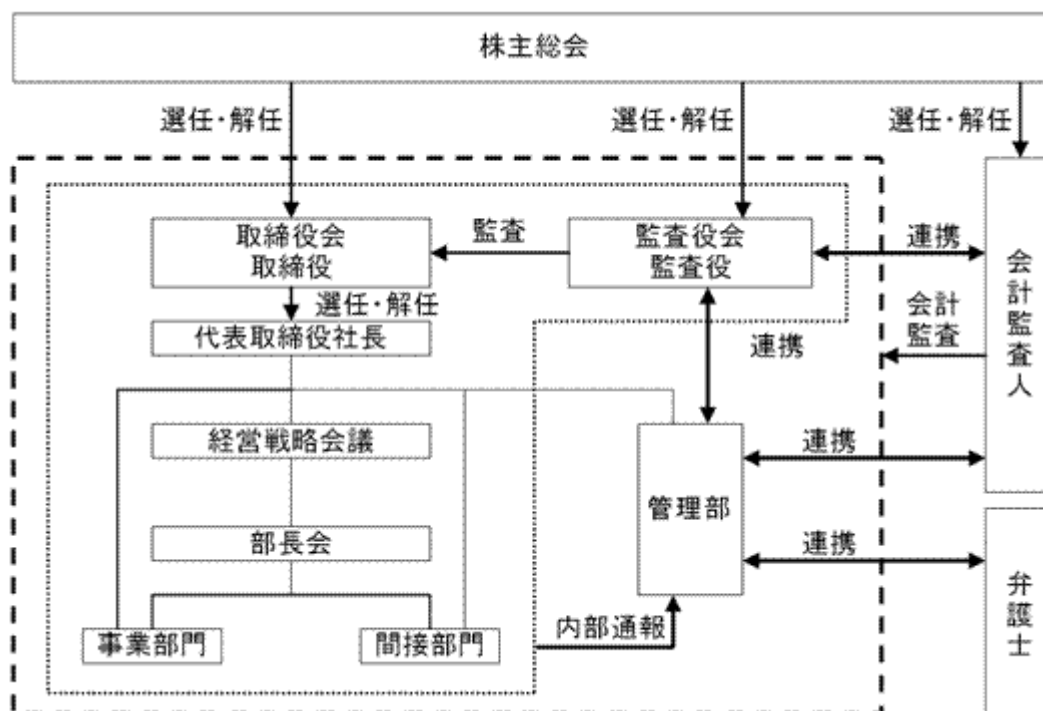 株主総会
選任・解任
選任・解任
選任・解任
取締役会
取締役
監査
監査役会
監査役
連携
会計監査人
選任・解任
代表取締役社長
連携
会計
監査
経営戦略会議
管理部
連携
部長会
連携
事業部門
間接部門
内部通報
弁護士